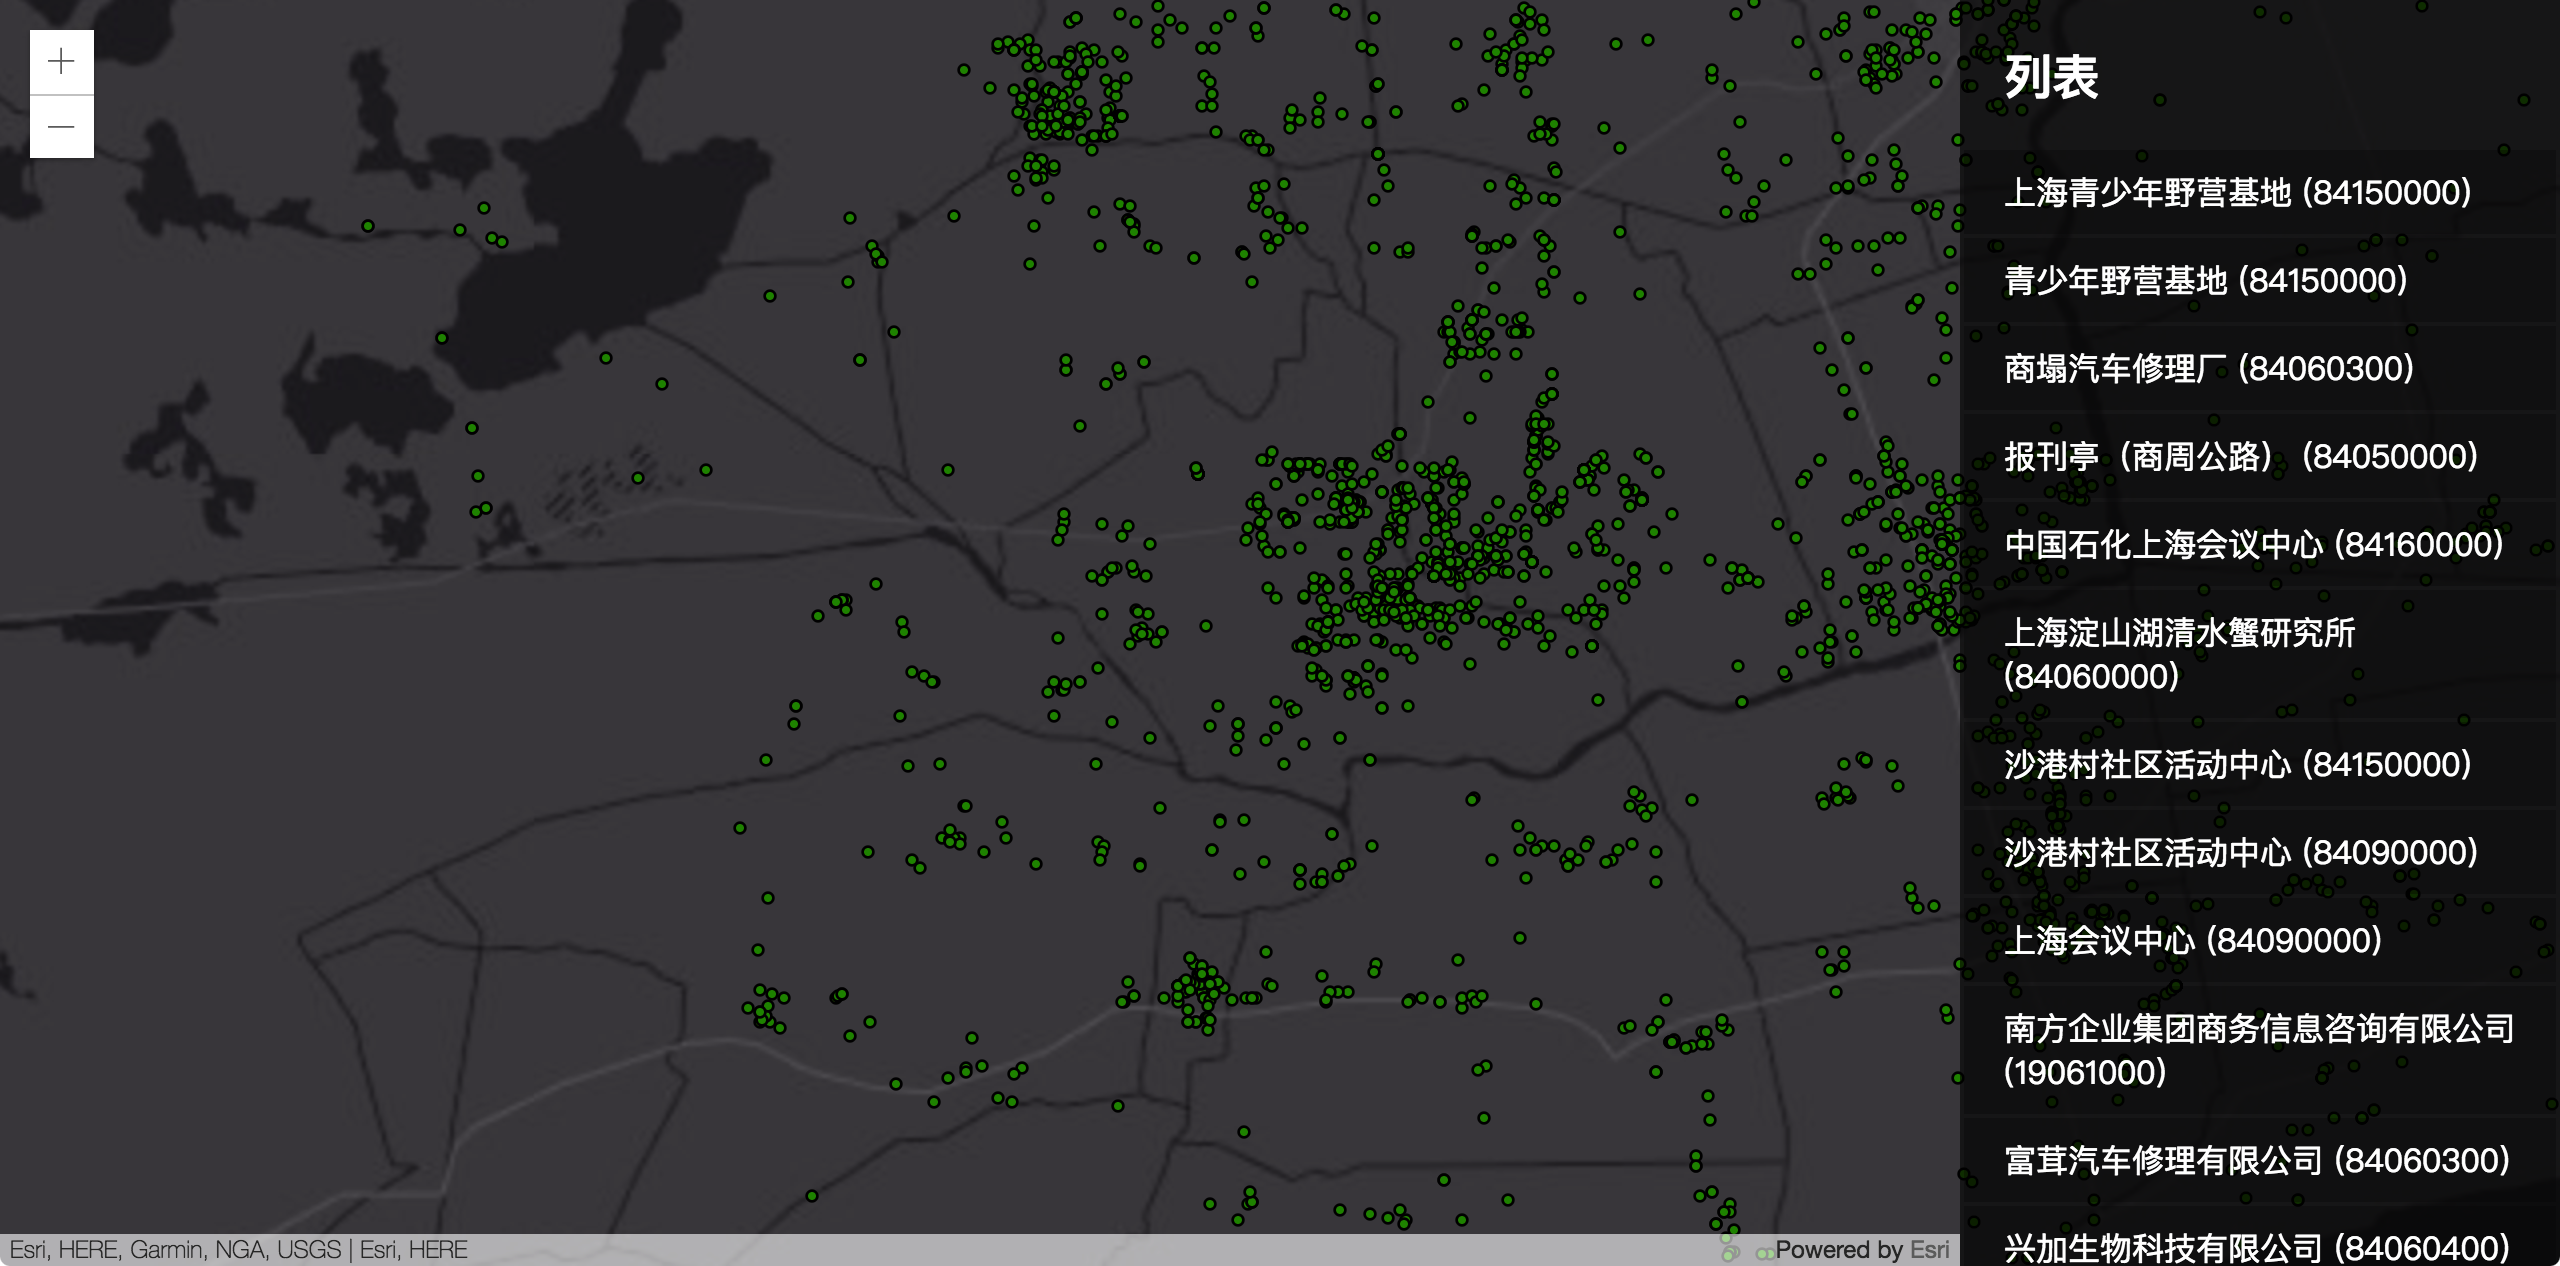 列表
上海青少年野营基地 (84150000)
青少年野营基地 (84150000)
商塌汽车修理厂 (84060300)
报刊亭（商周公路） (84050000)
中国石化上海会议中心 (84160000)
上海淀山湖清水蟹研究所
(84060000)
沙港村社区活动中心 (84150000)
沙港村社区活动中心 (84090000)
上海会议中心 (84090000)
南方企业集团商务信息咨询有限公司
(19061000)
富茸汽车修理有限公司 (84060300)
兴加生物科技有限公司 (84060400)
Esri, HERE, Garmin, NGA, USGS | Esri, HERE
Powered by Esri